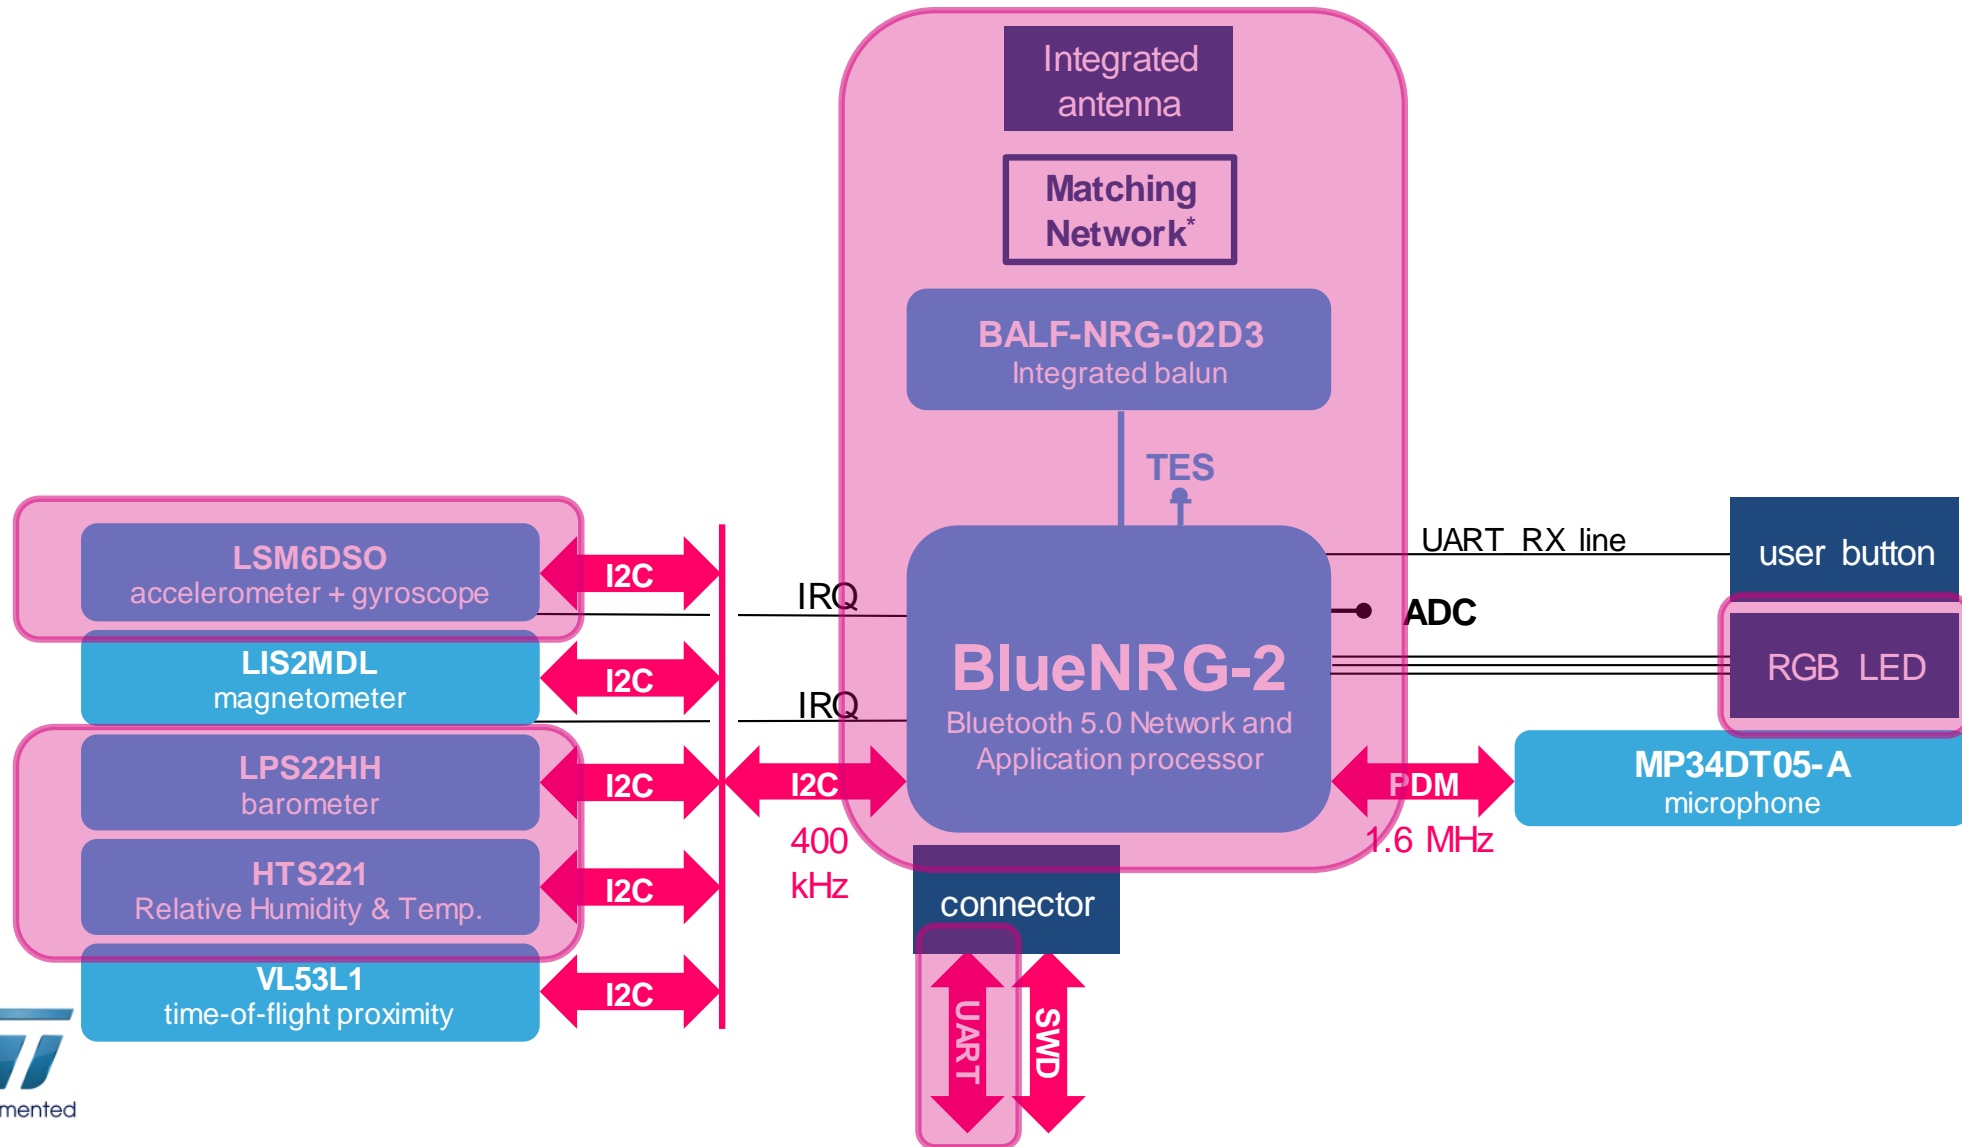 Integrated
antenna
Matching
Network*
BALF-NRG-02D3
Integrated balun
TES
LSM6DSO
accelerometer + gyroscope
I2C
IRQ
UART RX line
user button
ADC
LIS2MDL
magnetometer
I2C
IRQ
BlueNRG-2
Bluetooth 5.0 Network and
Application processor
RGB LED
LPS22HH
barometer
I2C
I2C
400
kHz
PDM
1.6 MHz
MP34DT05-A
microphone
HTS221
Relative Humidity & Temp.
I2C
connector
VL53L1
time-of-flight proximity
I2C
UART
SWD
mented